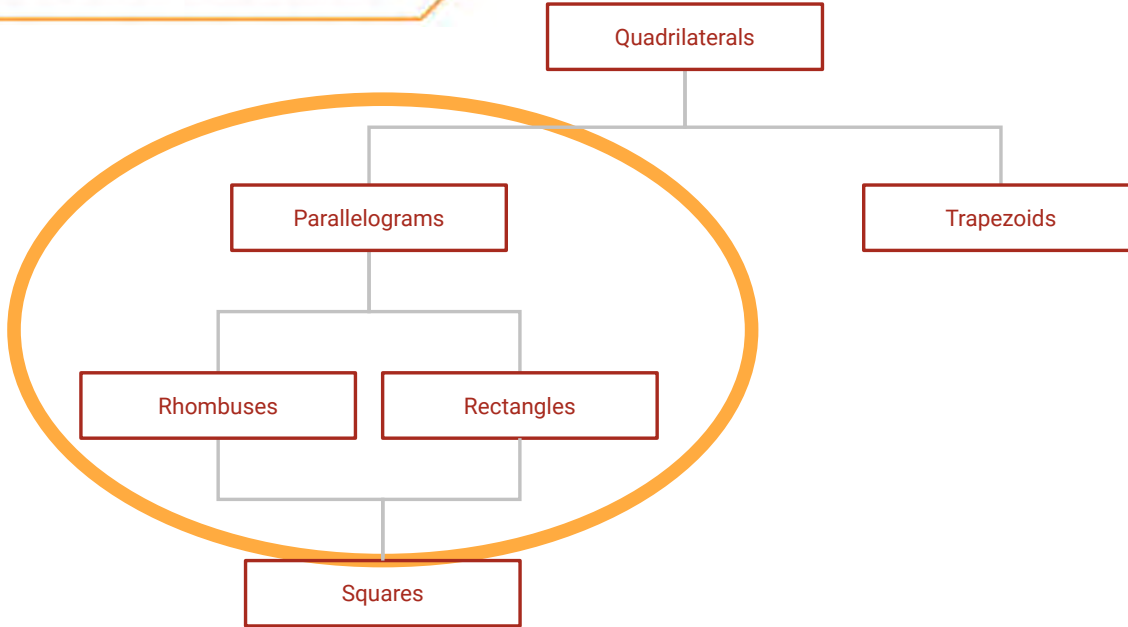 Quadrilaterals
Parallelograms
Trapezoids
Rhombuses
Rectangles
Squares